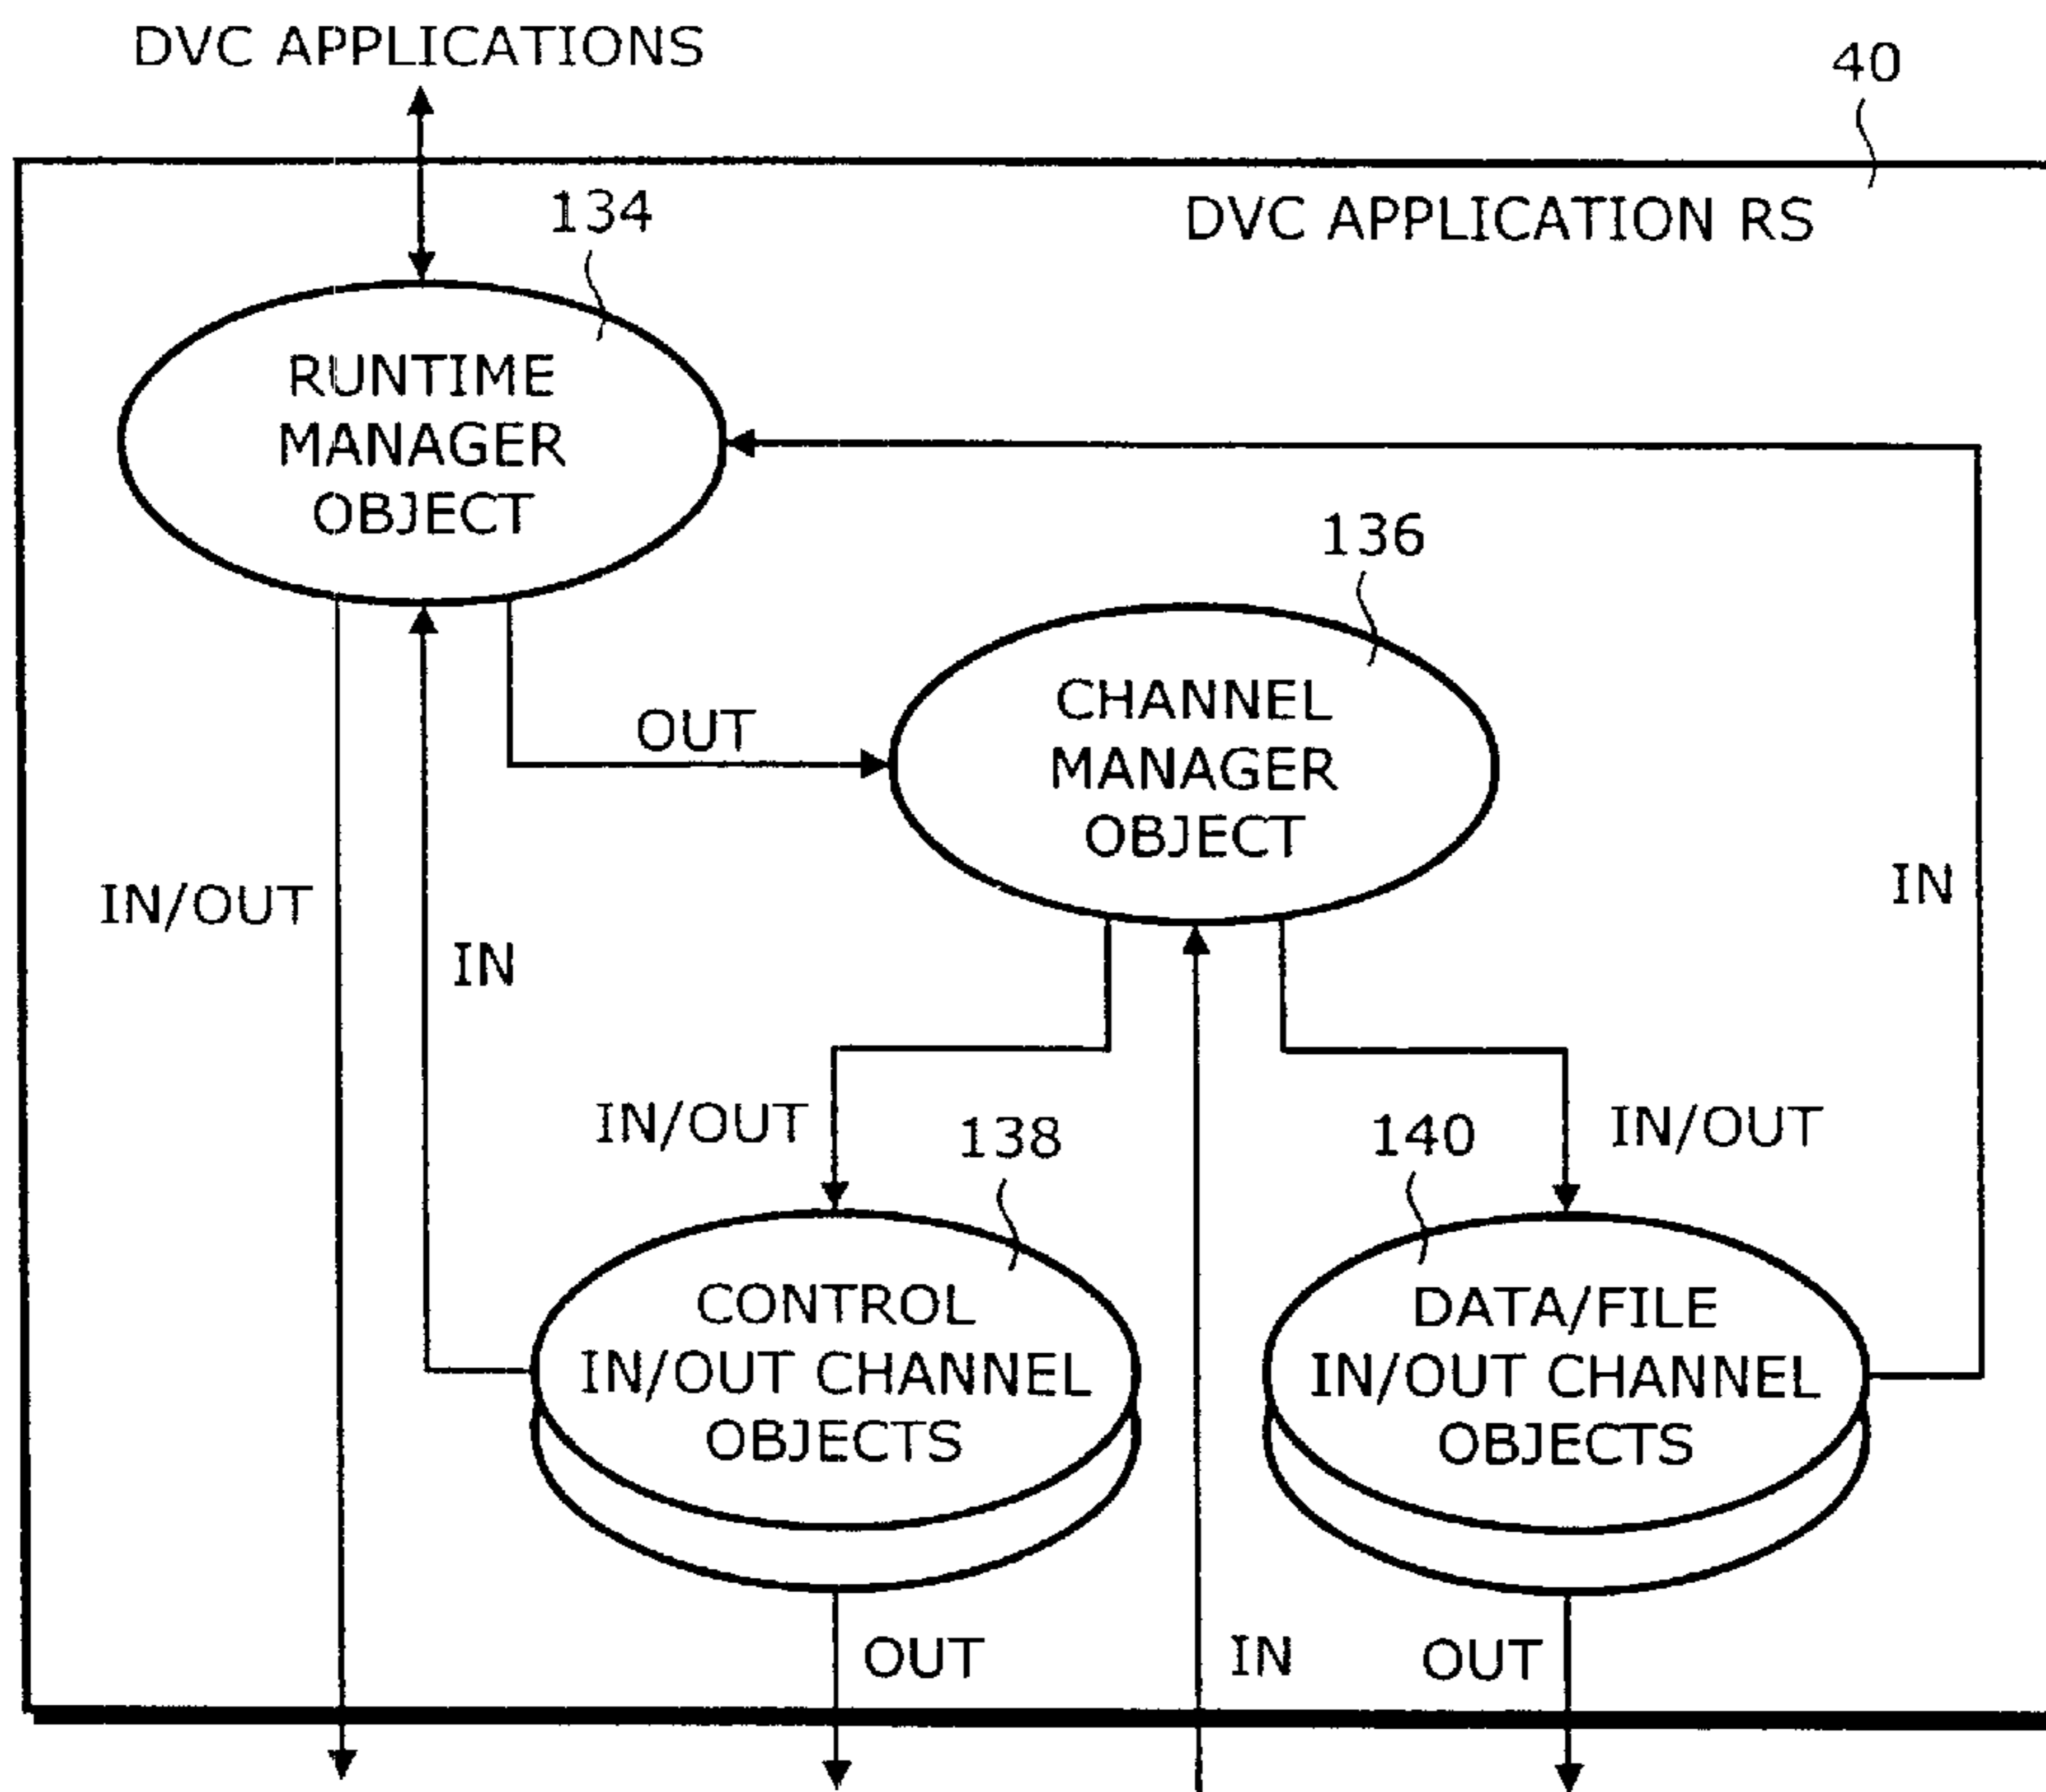 DVC APPLICATIONS
40
DVC APPLICATION RS
134
RUNTIME
MANAGER
OBJECT
136
CHANNEL
MANAGER
OBJECT
OUT
IN/OUT
IN
IN
IN/OUT
138
140
IN/OUT
CONTROL
IN/OUT CHANNEL
OBJECTS
DATA/FILE
IN/OUT CHANNEL
OBJECTS
OUT
IN
OUT